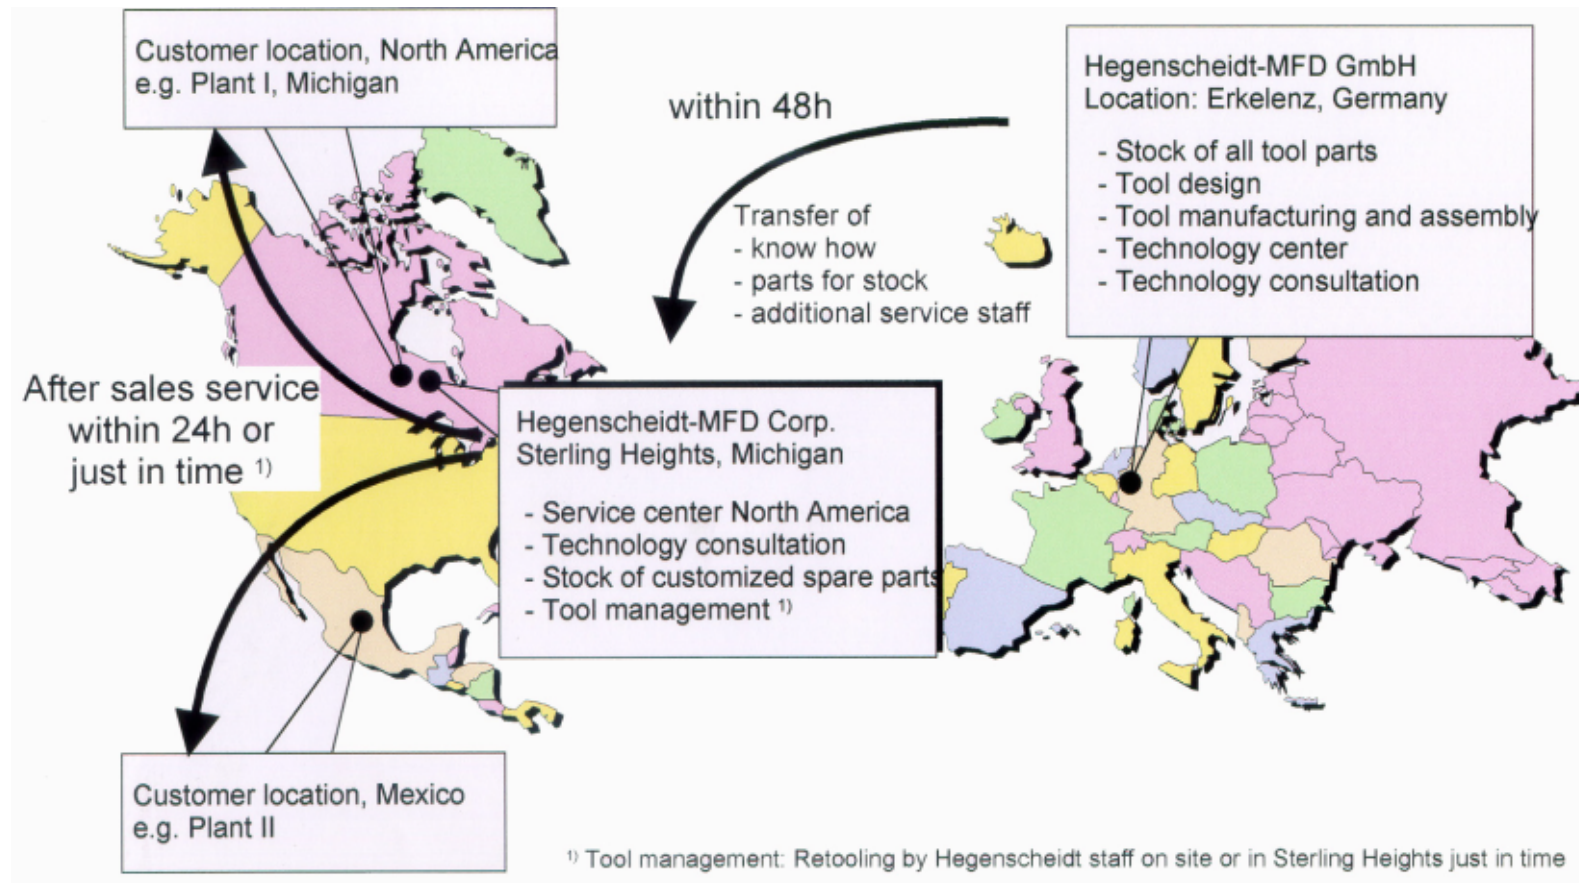 Customer location, North America
e.g. Plant I, Michigan
within 48h
Hegenscheidt-MFD GmbH
Location: Erkelenz, Germany
- Stock of all tool parts
- Tool design
- Tool manufacturing and assembly
- Technology center
- Technology consultation
Transfer of
- know how
- parts for stock
- additional service staff
After sales service
within 24h or
just in time 1)
Hegenscheidt-MFD Corp.
Sterling Heights, Michigan
- Service center North America
- Technology consultation
- Stock of customized spare parts
- Tool management 1)
Customer location, Mexico
e.g. Plant II
1) Tool management: Retooling by Hegenscheidt staff on site or in Sterling Heights just in time